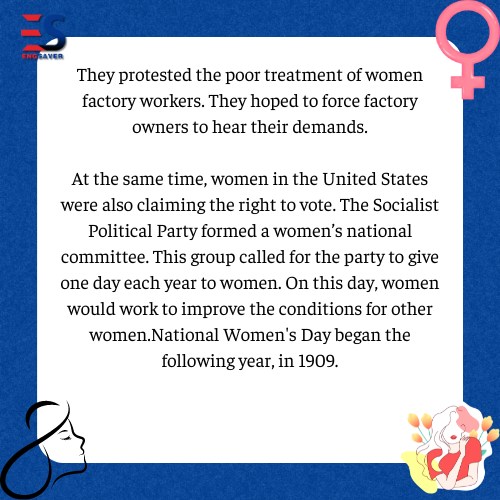 ES
ENDSAVER
They protested the poor treatment of women
factory workers. They hoped to force factory
owners to hear their demands.
At the same time, women in the United States
were also claiming the right to vote. The Socialist
Political Party formed a women’s national
committee. This group called for the party to give
one day each year to women. On this day, women
would work to improve the conditions for other
women.National Women's Day began the
following year, in 1909.